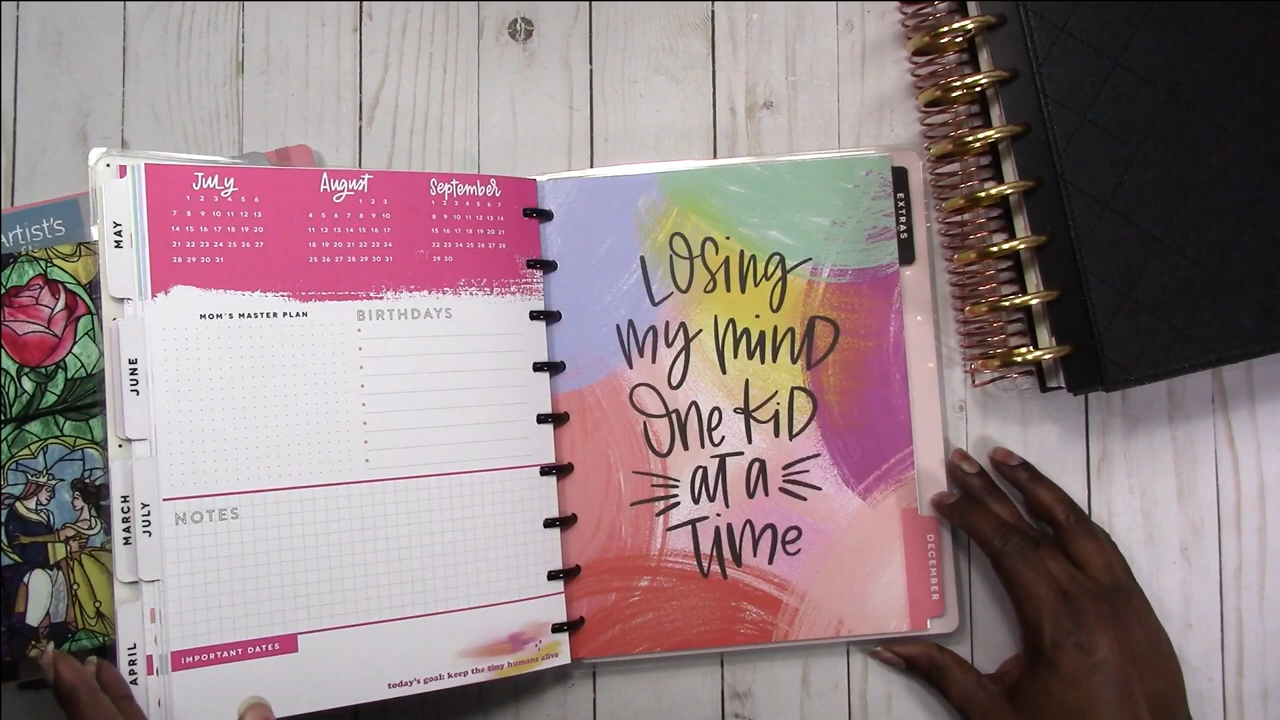 Artist's
MAY
JUNE
MARCH
JULY
APRIL
July
1 2 3 4 5 6
7 8 9 10 11 12 13
14 15 16 17 18 19 20
21 22 23 24 25 26 27
28 29 30 31
August
1 2 3
4 5 6 7 8 9 10
11 12 13 14 15 16 17
18 19 20 21 22 23 24
25 26 27 28 29 30 31
September
1 2 3 4 5 6 7
8 9 10 11 12 13 14
15 16 17 18 19 20 21
22 23 24 25 26 27 28
29 30
MOM'S MASTER PLAN
BIRTHDAYS
NOTES
IMPORTANT DATES
today's goal: keep the tiny humans alive
Losing
my mind
one kid
at a
time
EXTRAS
DECEMBER